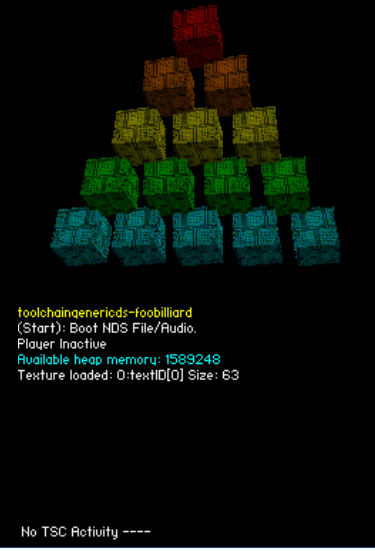 toolchaingenericds-foobilliard
(Start): Boot NDS File/Audio.
Player Inactive
Available heap memory: 1589248
Texture loaded: 0:textID[0] Size: 63
No TSC Activity ----